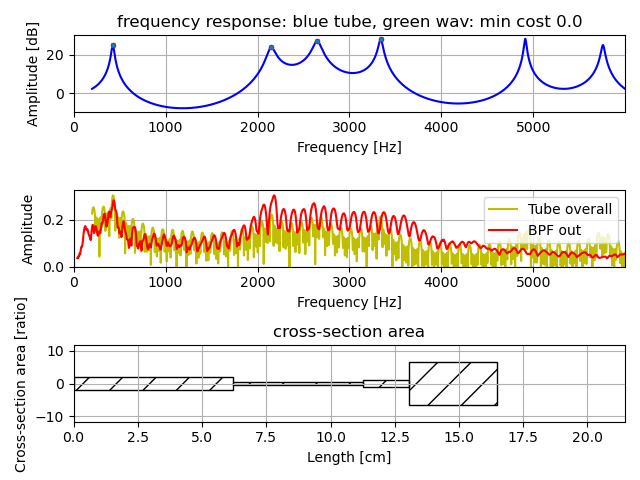 frequency response: blue tube, green wav: min cost 0.0
Amplitude [dB]
20
0
0 1000 2000 3000 4000 5000
Frequency [Hz]
Amplitude
0.2
0.0
Tube overall
BPF out
0 1000 2000 3000 4000 5000
Frequency [Hz]
cross-section area
Cross-section area [ratio]
10
0
−10
0.0 2.5 5.0 7.5 10.0 12.5 15.0 17.5 20.0
Length [cm]